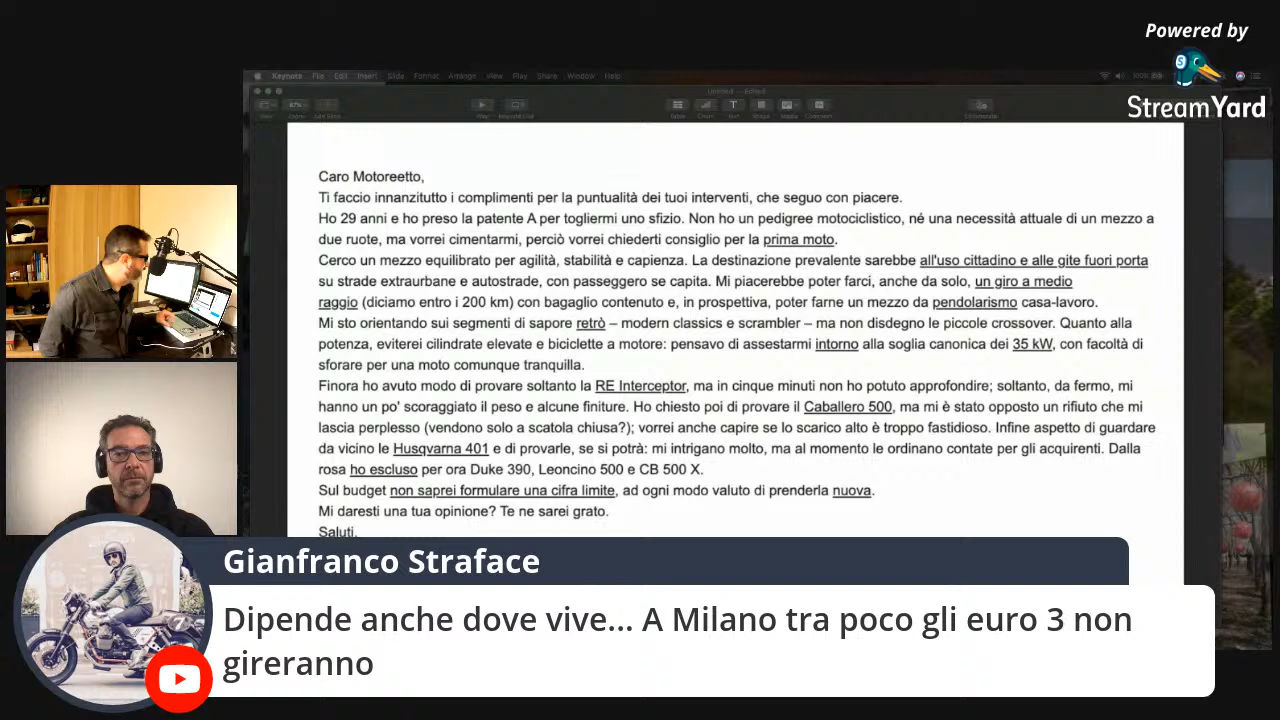 Powered by
StreamYard
Keynote File Edit Insert Slide Format Arrange View Play Share Window Help
Untitled — Edited
Caro Motoreetto,
Ti faccio innanzitutto i complimenti per la puntualità dei tuoi interventi, che seguo con piacere.
Ho 29 anni e ho preso la patente A per togliermi uno sfizio. Non ho un pedigree motociclistico, né una necessità attuale di un mezzo a
due ruote, ma vorrei cimentarmi, perciò vorrei chiederti consiglio per la prima moto.
Cerco un mezzo equilibrato per agilità, stabilità e capienza. La destinazione prevalente sarebbe all'uso cittadino e alle gite fuori porta
su strade extraurbane e autostrade, con passeggero se capita. Mi piacerebbe poter farci, anche da solo, un giro a medio
raggio (diciamo entro i 200 km) con bagaglio contenuto e, in prospettiva, poter farne un mezzo da pendolarismo casa-lavoro.
Mi sto orientando sui segmenti di sapore retrò – modern classics e scrambler – ma non disdegno le piccole crossover. Quanto alla
potenza, eviterei cilindrate elevate e biciclette a motore: pensavo di assestarmi intorno alla soglia canonica dei 35 kW, con facoltà di
sforare per una moto comunque tranquilla.
Finora ho avuto modo di provare soltanto la RE Interceptor, ma in cinque minuti non ho potuto approfondire; soltanto, da fermo, mi
hanno un po' scoraggiato il peso e alcune finiture. Ho chiesto poi di provare il Caballero 500, ma mi è stato opposto un rifiuto che mi
lascia perplesso (vendono solo a scatola chiusa?); vorrei anche capire se lo scarico alto è troppo fastidioso. Infine aspetto di guardare
da vicino le Husqvarna 401 e di provarle, se si potrà: mi intrigano molto, ma al momento le ordinano contate per gli acquirenti. Dalla
rosa ho escluso per ora Duke 390, Leoncino 500 e CB 500 X.
Sul budget non saprei formulare una cifra limite, ad ogni modo valuto di prenderla nuova.
Mi daresti una tua opinione? Te ne sarei grato.
Saluti.
Gianfranco Straface
Dipende anche dove vive... A Milano tra poco gli euro 3 non
gireranno